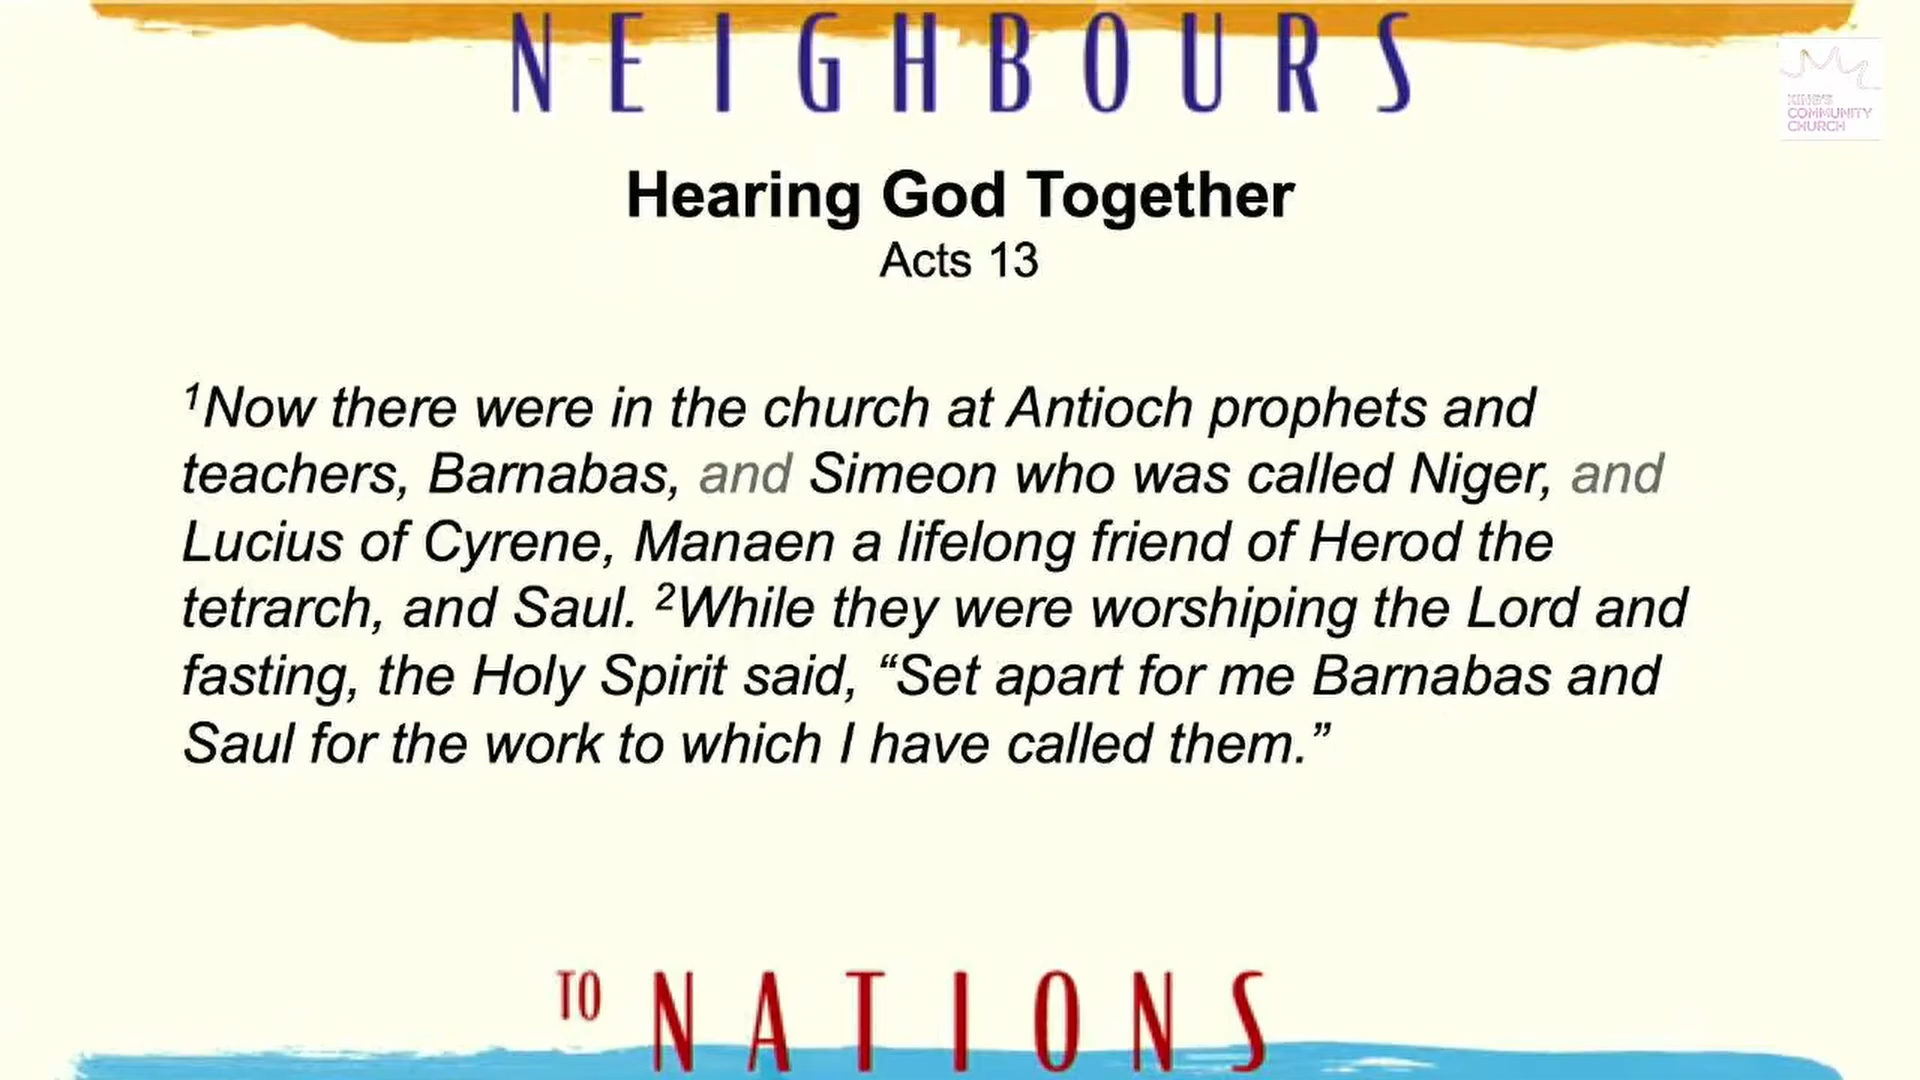 NEIGHBOURS
KING'S
COMMUNITY
CHURCH
Hearing God Together
Acts 13
1Now there were in the church at Antioch prophets and
teachers, Barnabas, and Simeon who was called Niger, and
Lucius of Cyrene, Manaen a lifelong friend of Herod the
tetrarch, and Saul. 2While they were worshiping the Lord and
fasting, the Holy Spirit said, “Set apart for me Barnabas and
Saul for the work to which I have called them.”
TO NATIONS